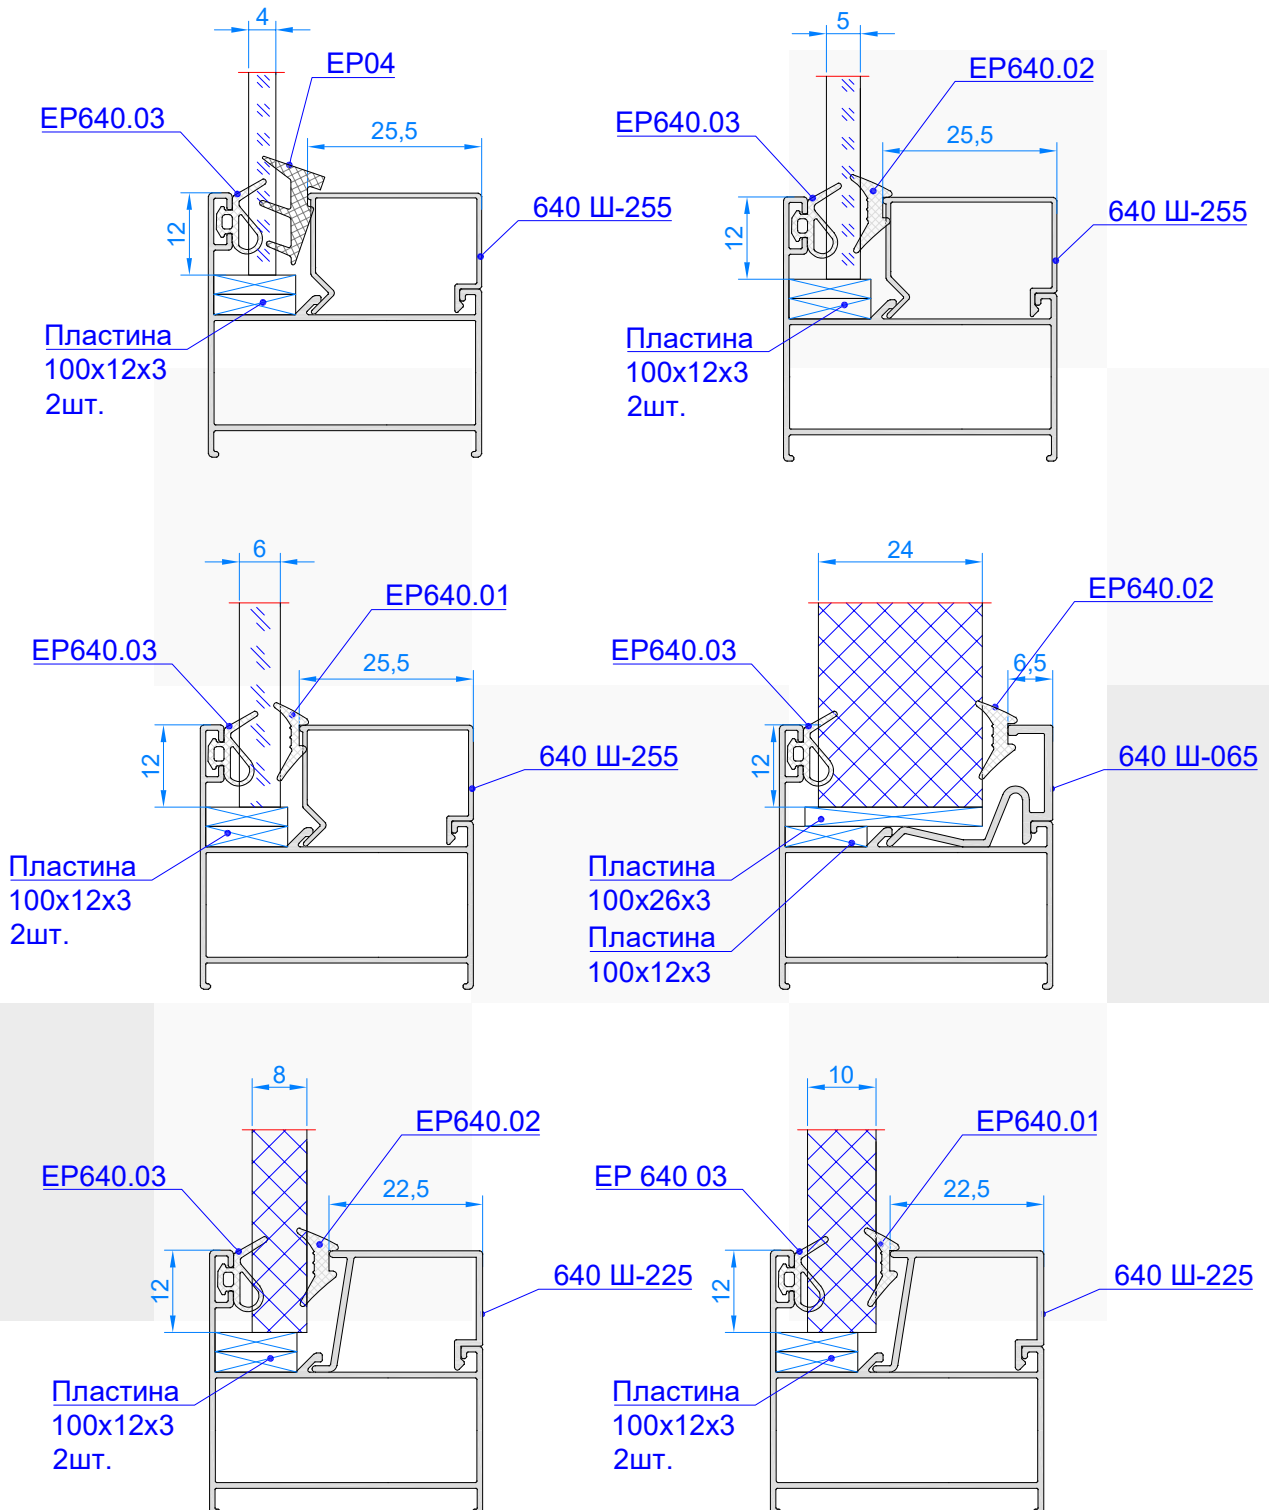 4
EP04
EP640.03
25,5
12
640 Ш-255
Пластина
100x12x3
2шт.
5
EP640.02
EP640.03
25,5
12
640 Ш-255
Пластина
100x12x3
2шт.
6
EP640.01
EP640.03
25,5
12
640 Ш-255
Пластина
100x12x3
2шт.
24
EP640.02
EP640.03
6,5
12
640 Ш-065
Пластина
100x26x3
Пластина
100x12x3
8
EP640.02
EP640.03
22,5
12
640 Ш-225
Пластина
100x12x3
2шт.
10
EP640.01
EP 640 03
22,5
12
640 Ш-225
Пластина
100x12x3
2шт.